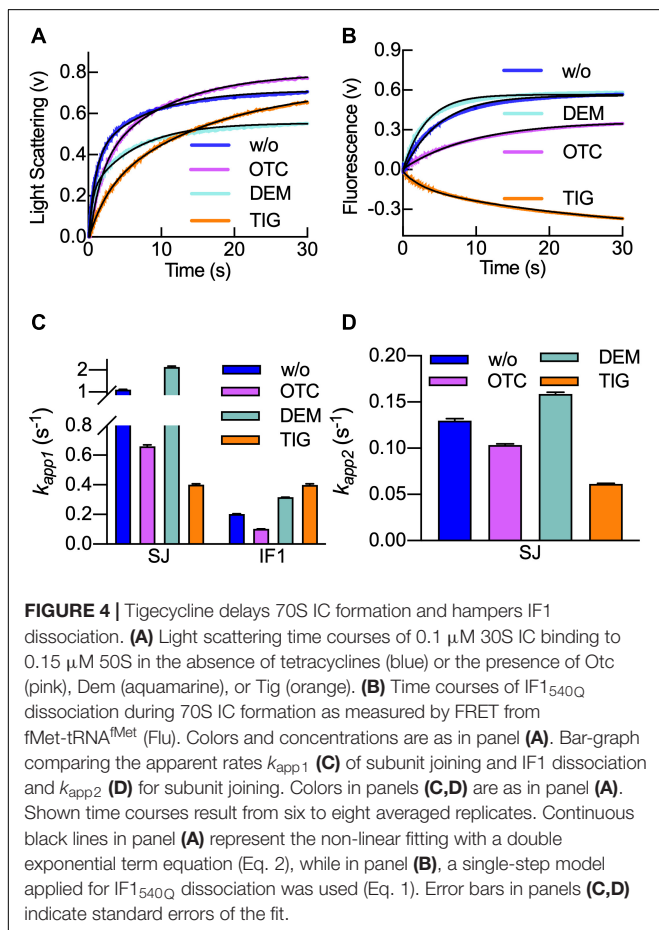 A
Light Scattering (v)
0.8
0.6
0.4
0.2
0.0
0 10 20 30
Time (s)
w/o
OTC
DEM
TIG
B
Fluorescence (v)
0.9
0.6
0.3
0.0
-0.3
0 10 20 30
Time (s)
w/o
DEM
OTC
TIG
C
kapp1 (s-1)
2
1
0.8
0.6
0.4
0.2
0.0
SJ IF1
w/o
OTC
DEM
TIG
D
kapp2 (s-1)
0.20
0.15
0.10
0.05
0.00
SJ
w/o DEM
OTC TIG
FIGURE 4 | Tigecycline delays 70S IC formation and hampers IF1
dissociation. (A) Light scattering time courses of 0.1 μM 30S IC binding to
0.15 μM 50S in the absence of tetracyclines (blue) or the presence of Otc
(pink), Dem (aquamarine), or Tig (orange). (B) Time courses of IF1540Q
dissociation during 70S IC formation as measured by FRET from
fMet-tRNAfMet (Flu). Colors and concentrations are as in panel (A). Bar-graph
comparing the apparent rates kapp1 (C) of subunit joining and IF1 dissociation
and kapp2 (D) for subunit joining. Colors in panels (C,D) are as in panel (A).
Shown time courses result from six to eight averaged replicates. Continuous
black lines in panel (A) represent the non-linear fitting with a double
exponential term equation (Eq. 2), while in panel (B), a single-step model
applied for IF1540Q dissociation was used (Eq. 1). Error bars in panels (C,D)
indicate standard errors of the fit.